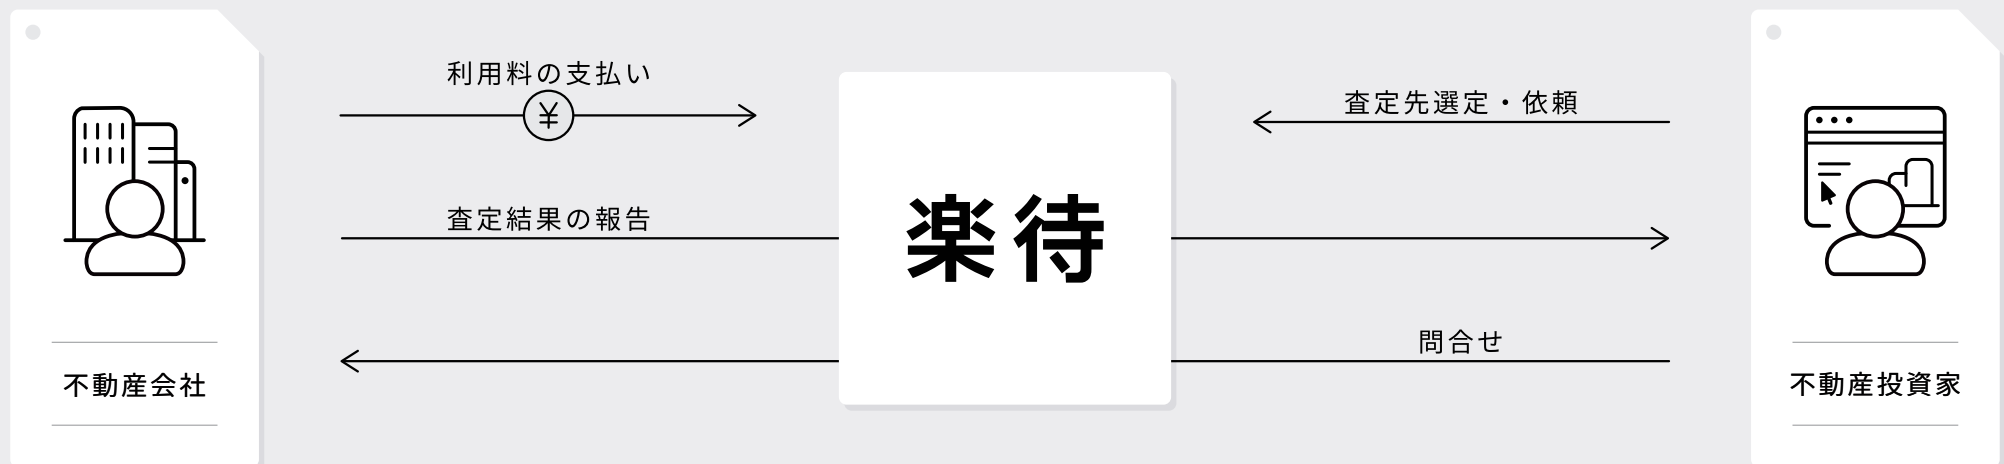 利用料の支払い
¥
査定先選定・依頼
査定結果の報告
楽待
問合せ
不動産会社
不動産投資家